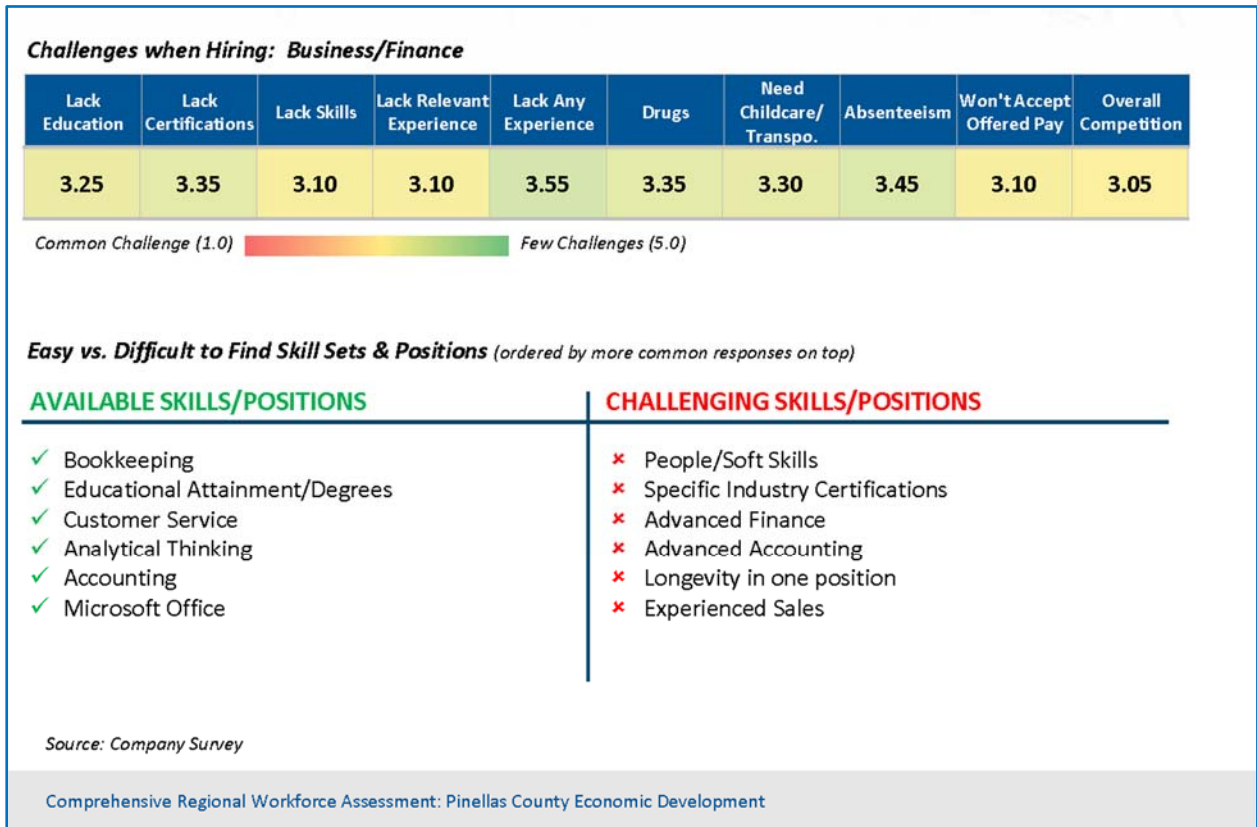 Challenges when Hiring: Business/Finance
Lack Education
Lack Certifications
Lack Skills
Lack Relevant Experience
Lack Any Experience
Drugs
Need Childcare/ Transpo.
Absenteeism
Won't Accept Offered Pay
Overall Competition
3.25 3.35 3.10 3.10 3.55 3.35 3.30 3.45 3.10 3.05
Common Challenge (1.0) Few Challenges (5.0)
Easy vs. Difficult to Find Skill Sets & Positions (ordered by more common responses on top)
AVAILABLE SKILLS/POSITIONS
✓ Bookkeeping
✓ Educational Attainment/Degrees
✓ Customer Service
✓ Analytical Thinking
✓ Accounting
✓ Microsoft Office
CHALLENGING SKILLS/POSITIONS
× People/Soft Skills
× Specific Industry Certifications
× Advanced Finance
× Advanced Accounting
× Longevity in one position
× Experienced Sales
Source: Company Survey
Comprehensive Regional Workforce Assessment: Pinellas County Economic Development